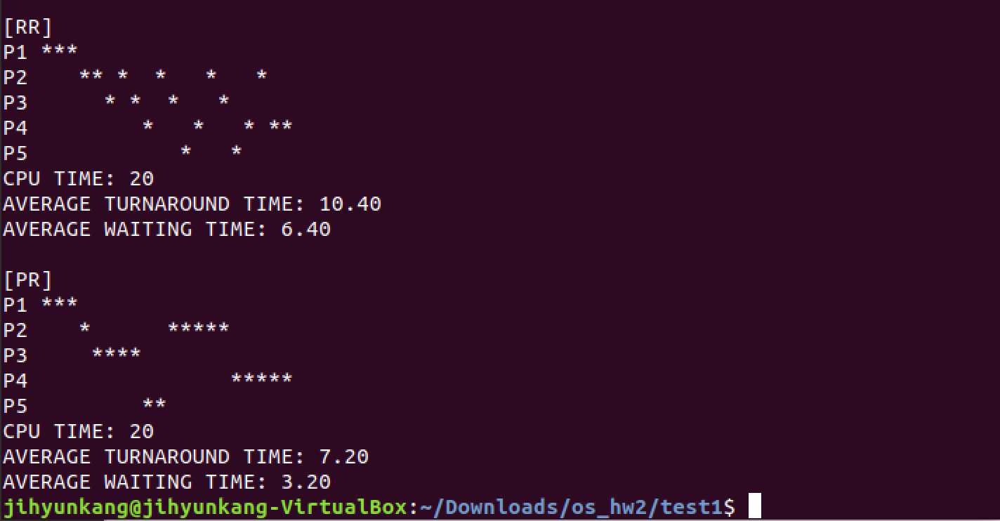 [RR]
P1 ***
P2    ** *  *   *   *
P3      * *  *   *
P4         *   *   * **
P5            *   *
CPU TIME: 20
AVERAGE TURNAROUND TIME: 10.40
AVERAGE WAITING TIME: 6.40

[PR]
P1 ***
P2    *      *****
P3     ****
P4                *****
P5         **
CPU TIME: 20
AVERAGE TURNAROUND TIME: 7.20
AVERAGE WAITING TIME: 3.20
jihyunkang@jihyunkang-VirtualBox:~/Downloads/os_hw2/test1$